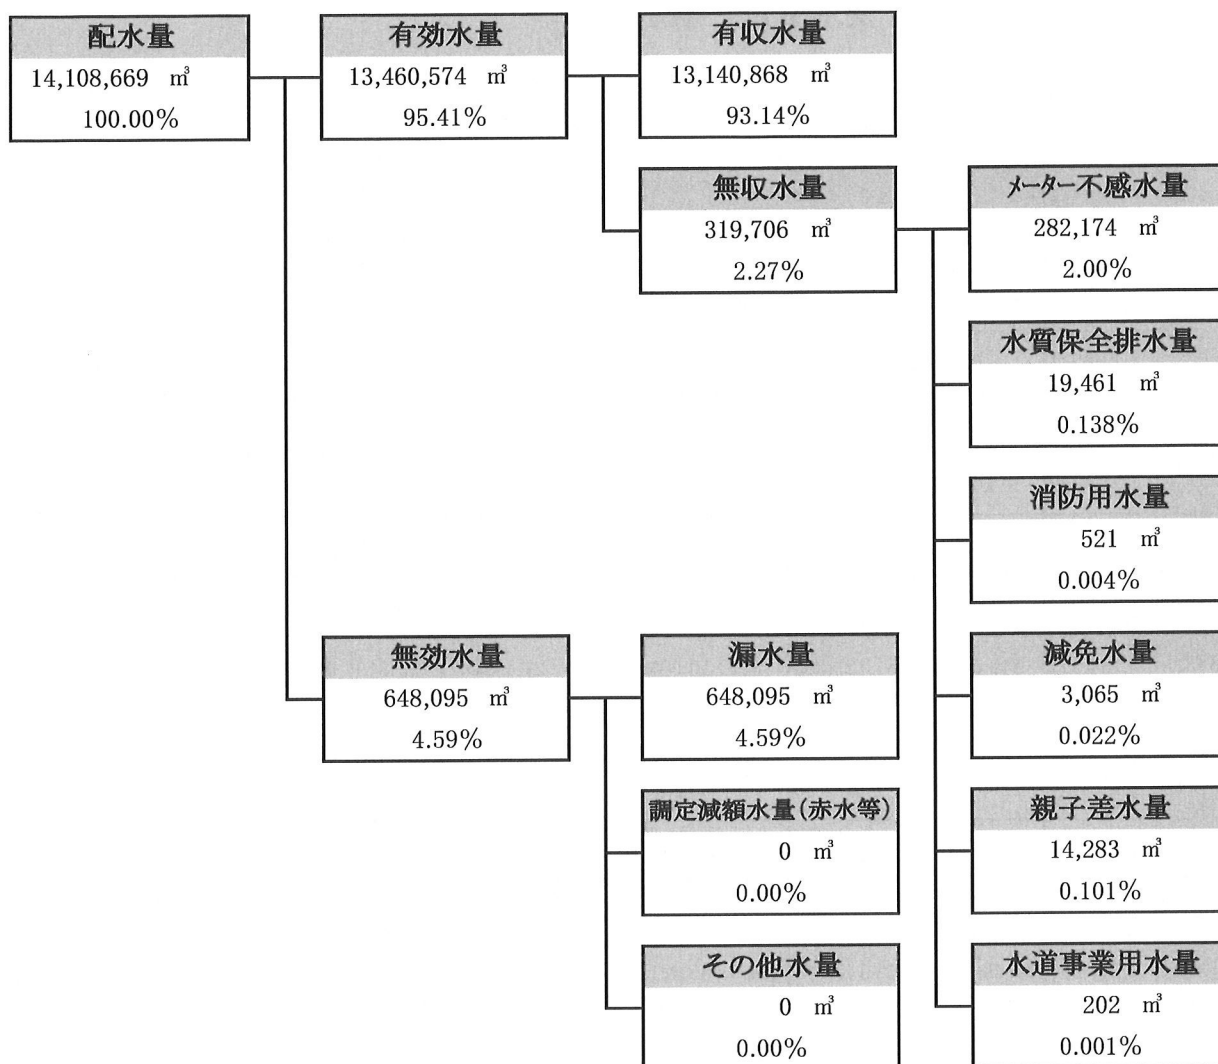 配水量
14,108,669 ㎥
100.00%
有効水量
13,460,574 ㎥
95.41%
有収水量
13,140,868 ㎥
93.14%
無収水量
319,706 ㎥
2.27%
メーター不感水量
282,174 ㎥
2.00%
水質保全排水量
19,461 ㎥
0.138%
消防用水量
521 ㎥
0.004%
減免水量
3,065 ㎥
0.022%
親子差水量
14,283 ㎥
0.101%
水道事業用水量
202 ㎥
0.001%
無効水量
648,095 ㎥
4.59%
漏水量
648,095 ㎥
4.59%
調定減額水量(赤水等)
0 ㎥
0.00%
その他水量
0 ㎥
0.00%